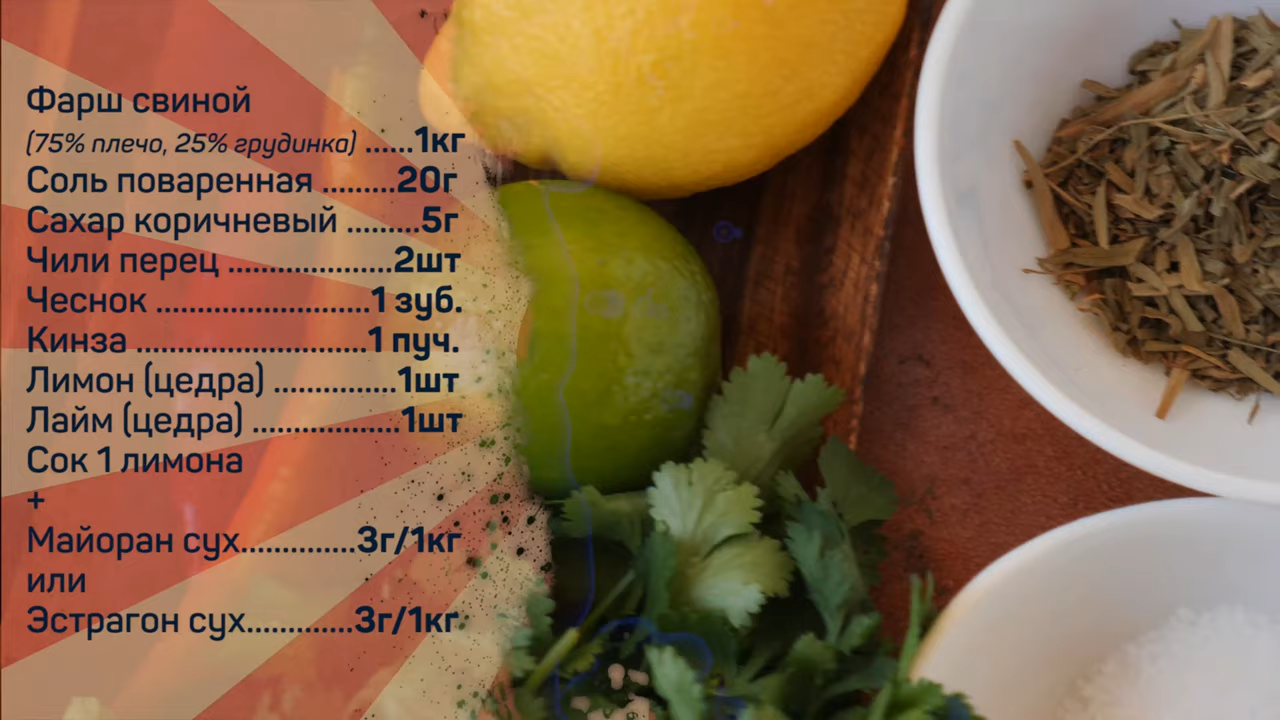 Фарш свиной
(75% плечо, 25% грудинка) ......1кг
Соль поваренная .........20г
Сахар коричневый .........5г
Чили перец ....................2шт
Чеснок ..........................1 зуб.
Кинза ............................1 пуч.
Лимон (цедра) ...............1шт
Лайм (цедра) ..................1шт
Сок 1 лимона
+
Майоран сух..............3г/1кг
или
Эстрагон сух.............3г/1кг